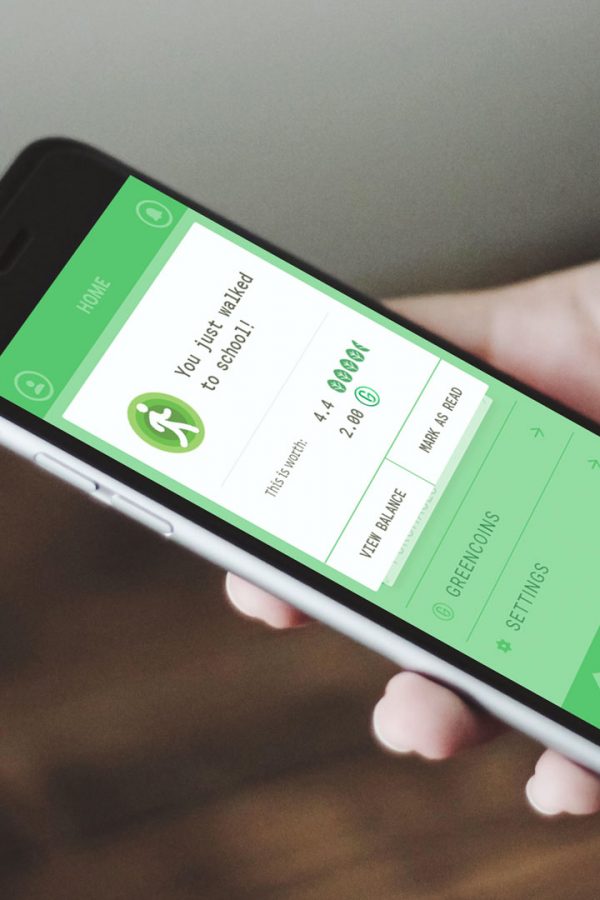 HOME
You just walked
to school!
This is worth:
4.4
2.00 G
VIEW BALANCE
MARK AS READ
G GREENCOINS
SETTINGS